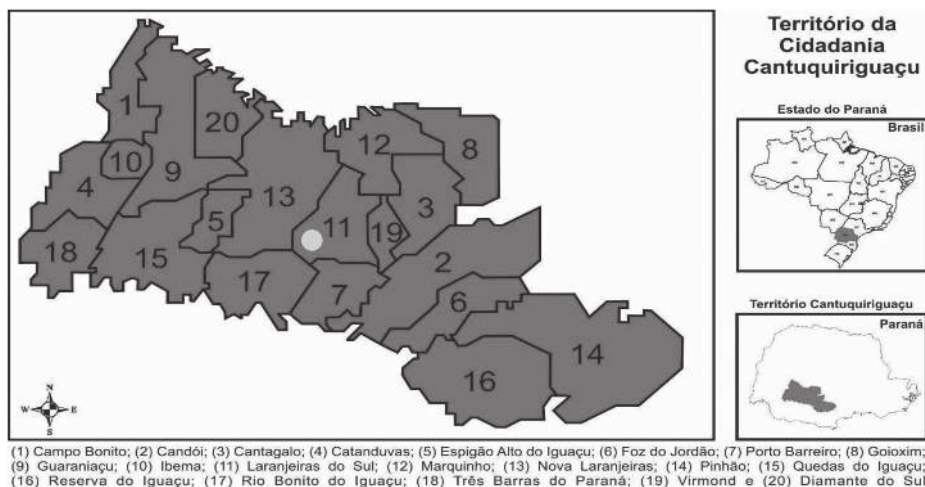 Território da
Cidadania
Cantuquiriguaçu
Estado do Paraná
Brasil
Território Cantuquiriguaçu
Paraná
1
20
12
8
10
9
4
13
3
5
11
19
18
15
2
17
7
6
14
16
N
W
E
S
(1) Campo Bonito; (2) Candói; (3) Cantagalo; (4) Catanduvas; (5) Espigão Alto do Iguaçu; (6) Foz do Jordão; (7) Porto Barreiro; (8) Goioxim;
(9) Guaraniaçu; (10) Ibema; (11) Laranjeiras do Sul; (12) Marquinho; (13) Nova Laranjeiras; (14) Pinhão; (15) Quedas do Iguaçu;
(16) Reserva do Iguaçu; (17) Rio Bonito do Iguaçu; (18) Três Barras do Paraná; (19) Virmond e (20) Diamante do Sul